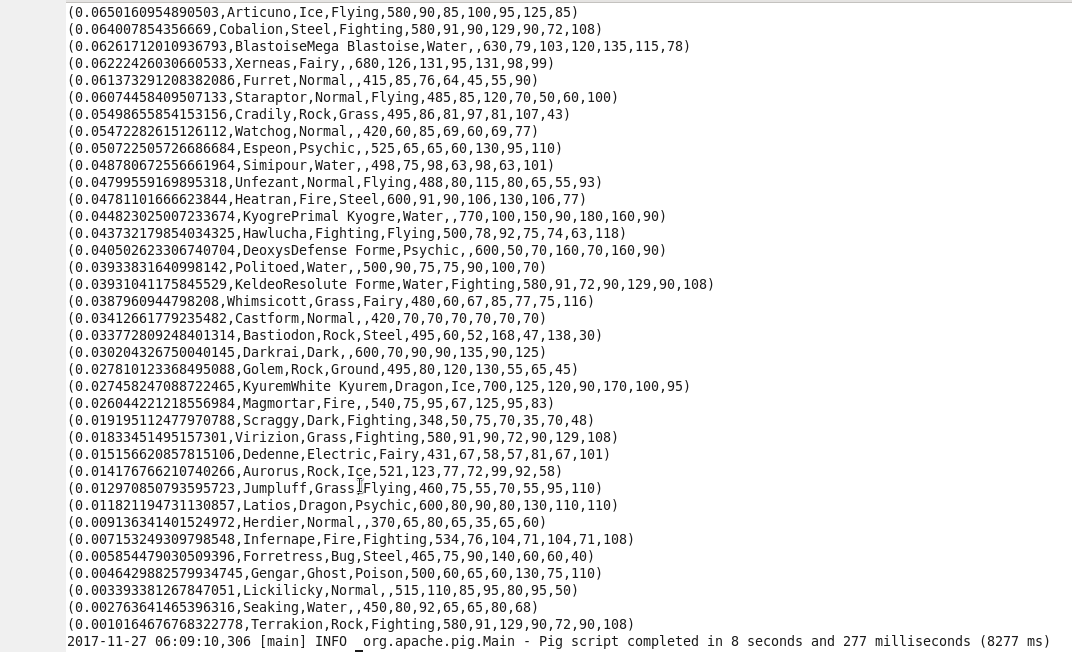 (0.0650160954890503,Articuno,Ice,Flying,580,90,85,100,95,125,85)
(0.064007854356669,Cobalion,Steel,Fighting,580,91,90,129,90,72,108)
(0.06261712010936793,BlastoiseMega Blastoise,Water,,630,79,103,120,135,115,78)
(0.06222426030660533,Xerneas,Fairy,,680,126,131,95,131,98,99)
(0.061373291208382086,Furret,Normal,,415,85,76,64,45,55,90)
(0.06074458409507133,Staraptor,Normal,Flying,485,85,120,70,50,60,100)
(0.05498655854153156,Cradily,Rock,Grass,495,86,81,97,81,107,43)
(0.05472282615126112,Watchog,Normal,,420,60,85,69,60,69,77)
(0.050722505726686684,Espeon,Psychic,,525,65,65,60,130,95,110)
(0.048780672556661964,Simipour,Water,,498,75,98,63,98,63,101)
(0.04799559169895318,Unfezant,Normal,Flying,488,80,115,80,65,55,93)
(0.04781101666623844,Heatran,Fire,Steel,600,91,90,106,130,106,77)
(0.044823025007233674,KyogrePrimal Kyogre,Water,,770,100,150,90,180,160,90)
(0.043732179854034325,Hawlucha,Fighting,Flying,500,78,92,75,74,63,118)
(0.040502623306740704,DeoxysDefense Forme,Psychic,,600,50,70,160,70,160,90)
(0.03933831640998142,Politoed,Water,,500,90,75,75,90,100,70)
(0.03931041175845529,KeldeoResolute Forme,Water,Fighting,580,91,72,90,129,90,108)
(0.0387960944798208,Whimsicott,Grass,Fairy,480,60,67,85,77,75,116)
(0.03412661779235482,Castform,Normal,,420,70,70,70,70,70,70)
(0.033772809248401314,Bastiodon,Rock,Steel,495,60,52,168,47,138,30)
(0.030204326750040145,Darkrai,Dark,,600,70,90,90,135,90,125)
(0.027810123368495088,Golem,Rock,Ground,495,80,120,130,55,65,45)
(0.027458247088722465,KyuremWhite Kyurem,Dragon,Ice,700,125,120,90,170,100,95)
(0.026044221218556984,Magmortar,Fire,,540,75,95,67,125,95,83)
(0.019195112477970788,Scraggy,Dark,Fighting,348,50,75,70,35,70,48)
(0.01833451495157301,Virizion,Grass,Fighting,580,91,90,72,90,129,108)
(0.015156620857815106,Dedenne,Electric,Fairy,431,67,58,57,81,67,101)
(0.014176766210740266,Aurorus,Rock,Ice,521,123,77,72,99,92,58)
(0.012970850793595723,Jumpluff,Grass,Flying,460,75,55,70,55,95,110)
(0.011821194731130857,Latios,Dragon,Psychic,600,80,90,80,130,110,110)
(0.009136341401524972,Herdier,Normal,,370,65,80,65,35,65,60)
(0.007153249309798548,Infernape,Fire,Fighting,534,76,104,71,104,71,108)
(0.005854479030509396,Forretress,Bug,Steel,465,75,90,140,60,60,40)
(0.0046429882579934745,Gengar,Ghost,Poison,500,60,65,60,130,75,110)
(0.003393381267847051,Lickilicky,Normal,,515,110,85,95,80,95,50)
(0.002763641465396316,Seaking,Water,,450,80,92,65,65,80,68)
(0.0010164676768322778,Terrakion,Rock,Fighting,580,91,129,90,72,90,108)
2017-11-27 06:09:10,306 [main] INFO  org.apache.pig.Main - Pig script completed in 8 seconds and 277 milliseconds (8277 ms)